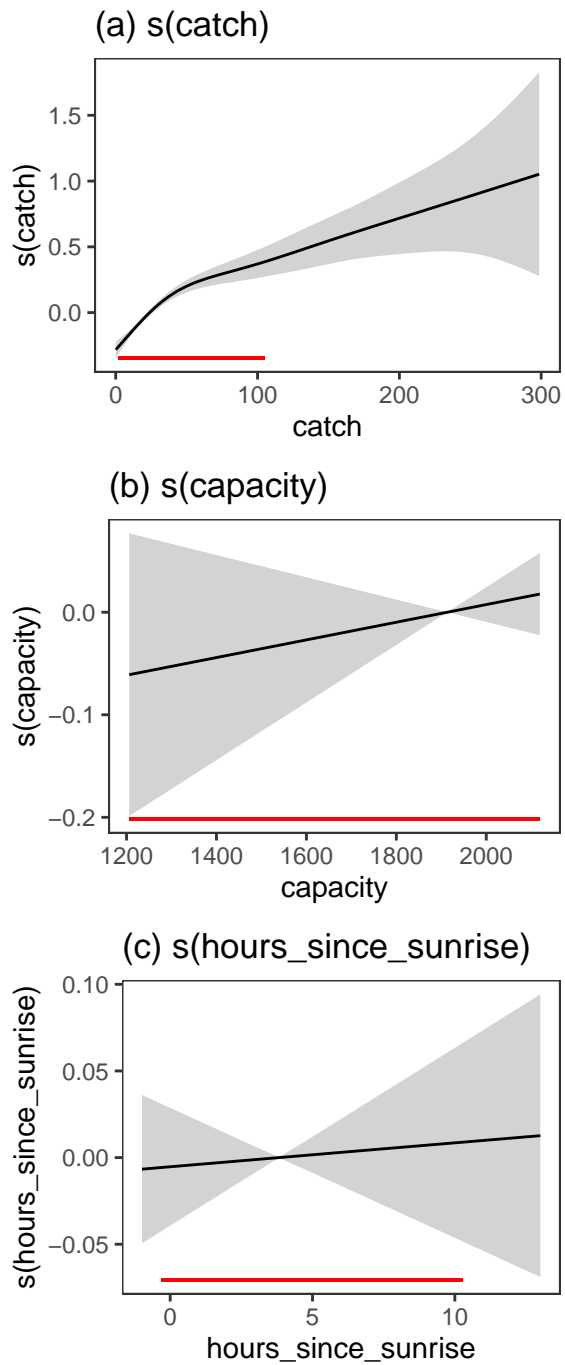 (a) s(catch)
s(catch)
1.5
1.0
0.5
0.0
0 100 200 300
catch
(b) s(capacity)
s(capacity)
0.0
−0.1
−0.2
1200 1400 1600 1800 2000
capacity
(c) s(hours_since_sunrise)
s(hours_since_sunrise)
0.10
0.05
0.00
−0.05
0 5 10
hours_since_sunrise